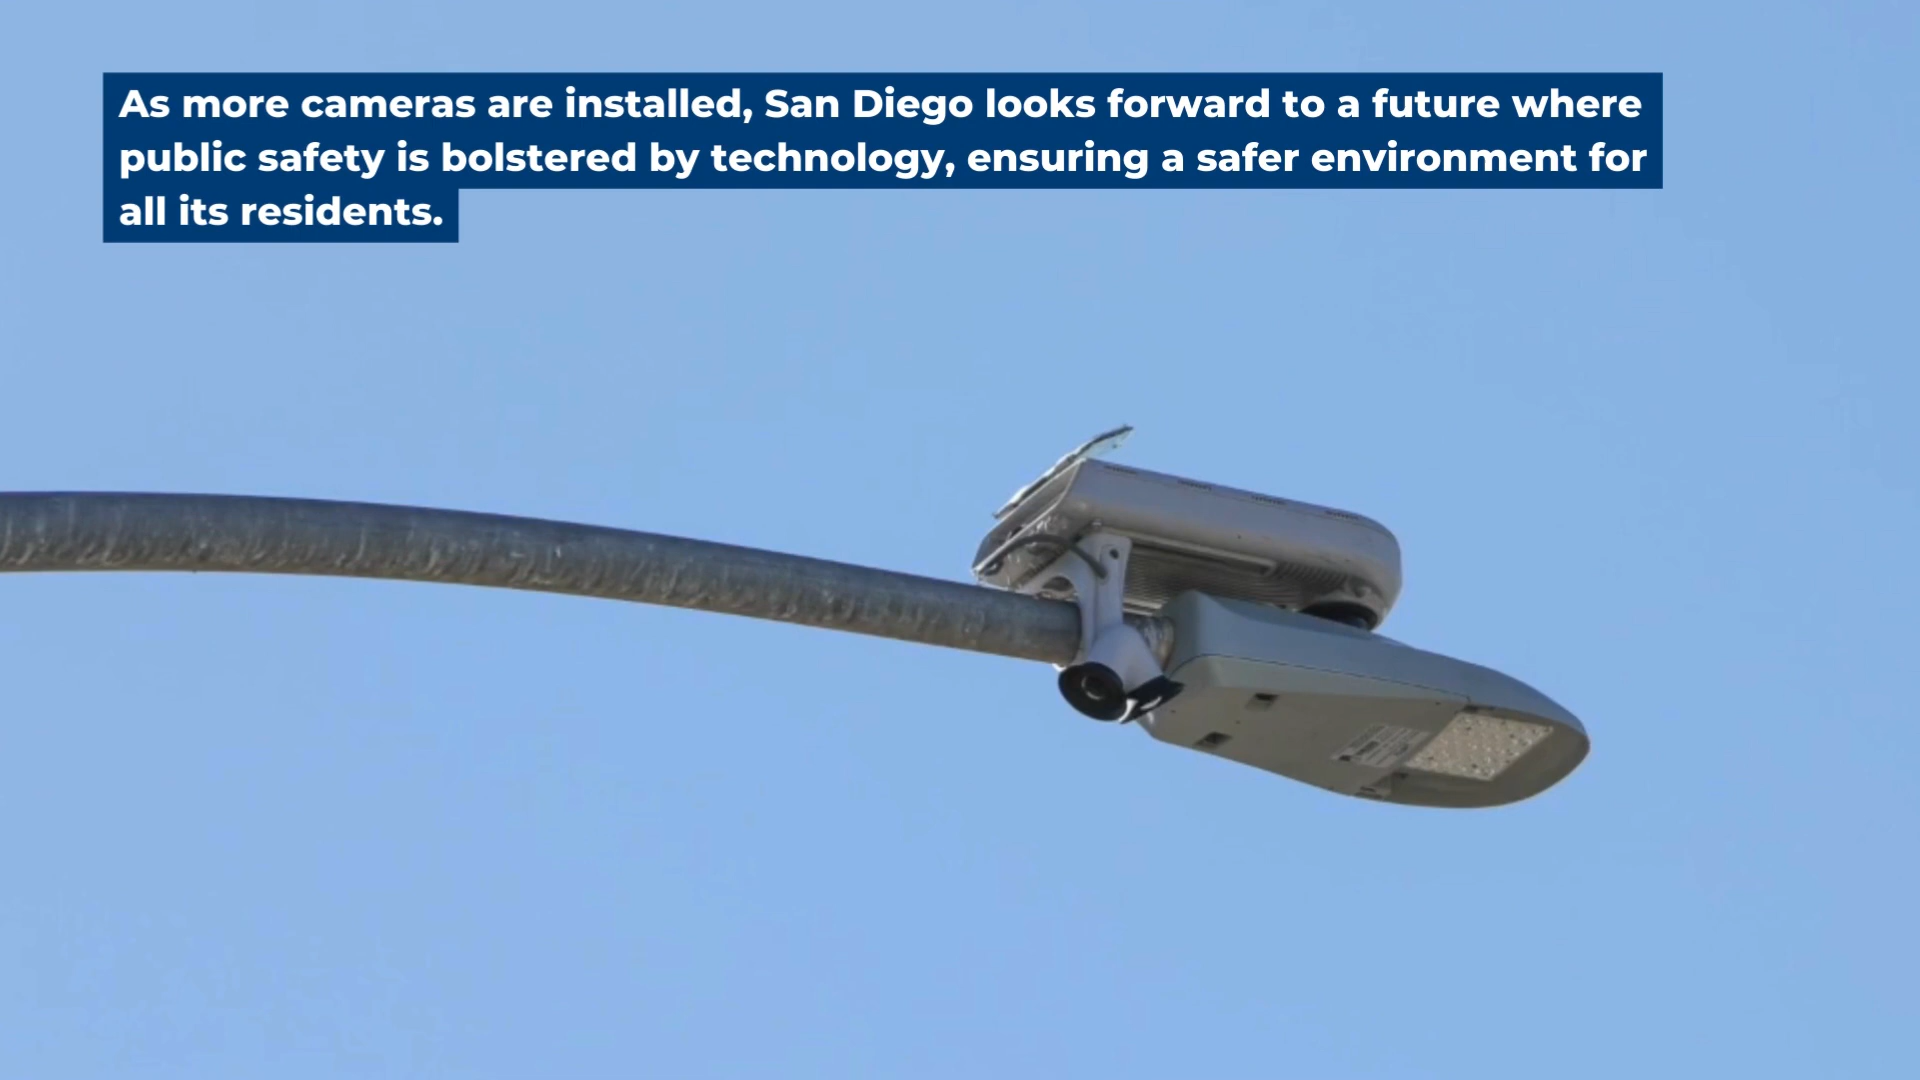 As more cameras are installed, San Diego looks forward to a future where
public safety is bolstered by technology, ensuring a safer environment for
all its residents.